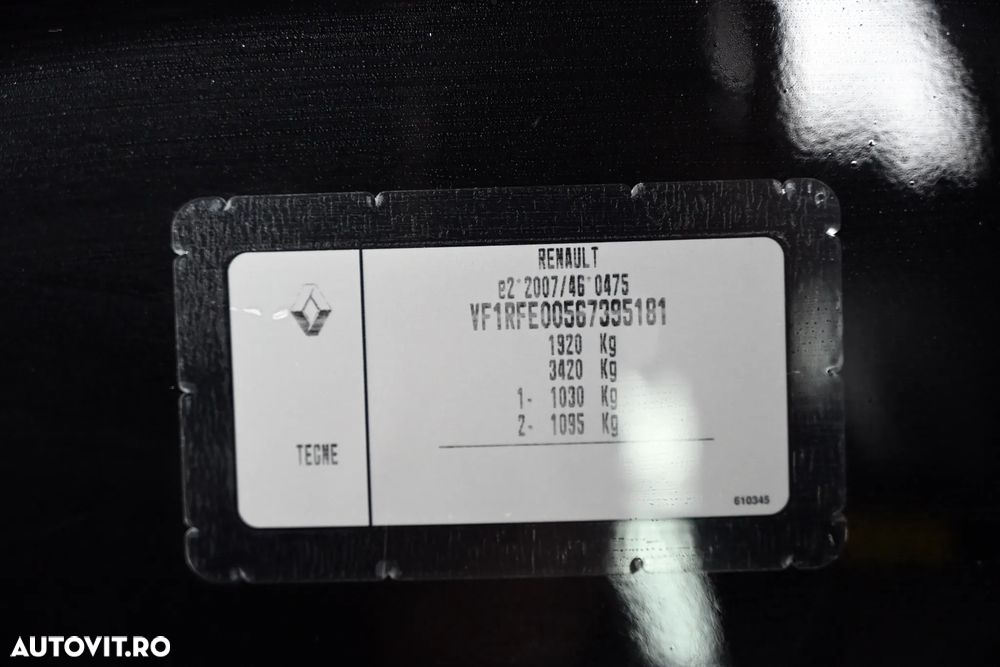 RENAULT
e2*2007/46*0475
VF1RFE00567395181
1920 Kg
3420 Kg
1- 1030 Kg
2- 1095 Kg
TEGNE
610345
AUTOVIT.RO